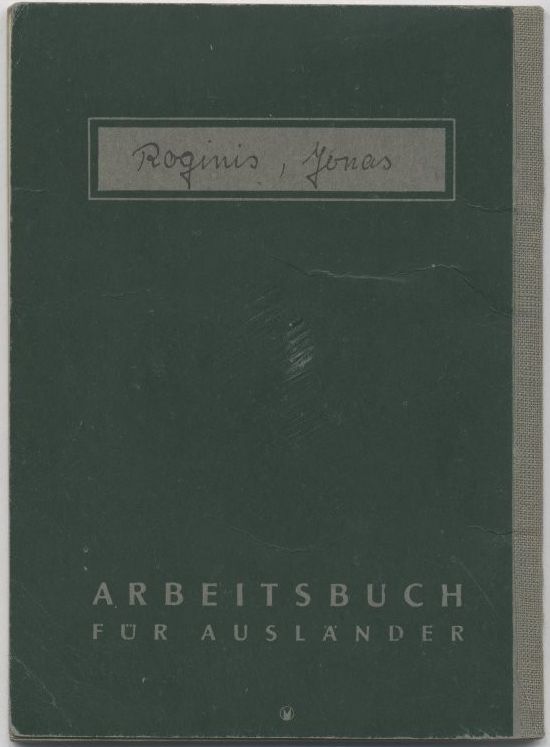 Roginis, Jonas
ARBEITSBUCH
FÜR AUSLÄNDER